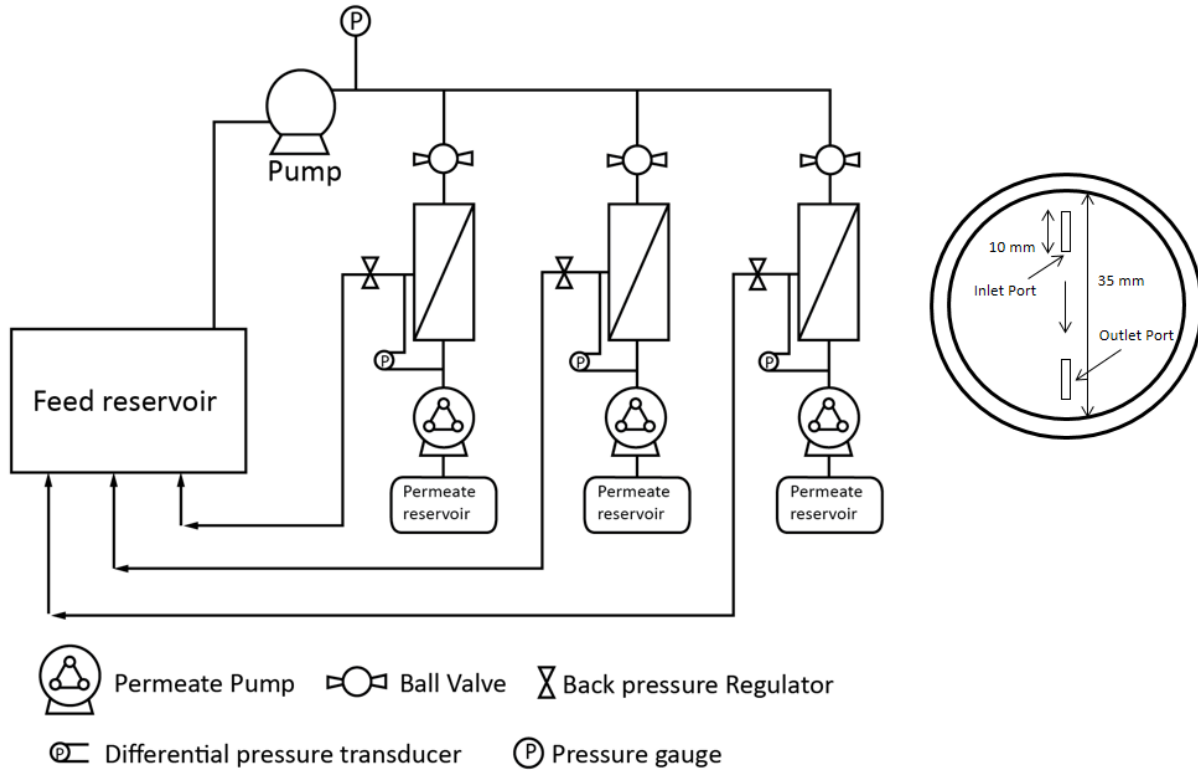 P
Pump
10 mm
Inlet Port
35 mm
Outlet Port
P
P
P
Feed reservoir
Permeate
reservoir
Permeate
reservoir
Permeate
reservoir
Permeate Pump
Ball Valve
Back pressure Regulator
P
Differential pressure transducer
P
Pressure gauge